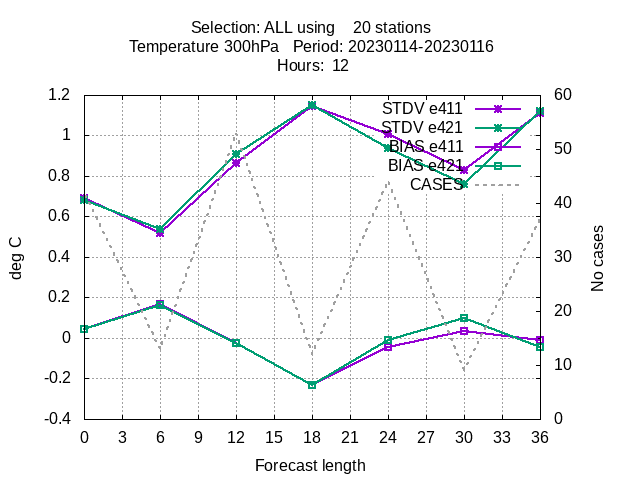 Selection: ALL using    20 stations
Temperature 300hPa   Period: 20230114-20230116
Hours:  12
1.2
1
0.8
0.6
0.4
0.2
0
-0.2
-0.4
deg C
STDV e411
STDV e421
BIAS e411
BIAS e421
CASES
60
50
40
30
20
10
0
No cases
0 3 6 9 12 15 18 21 24 27 30 33 36
Forecast length